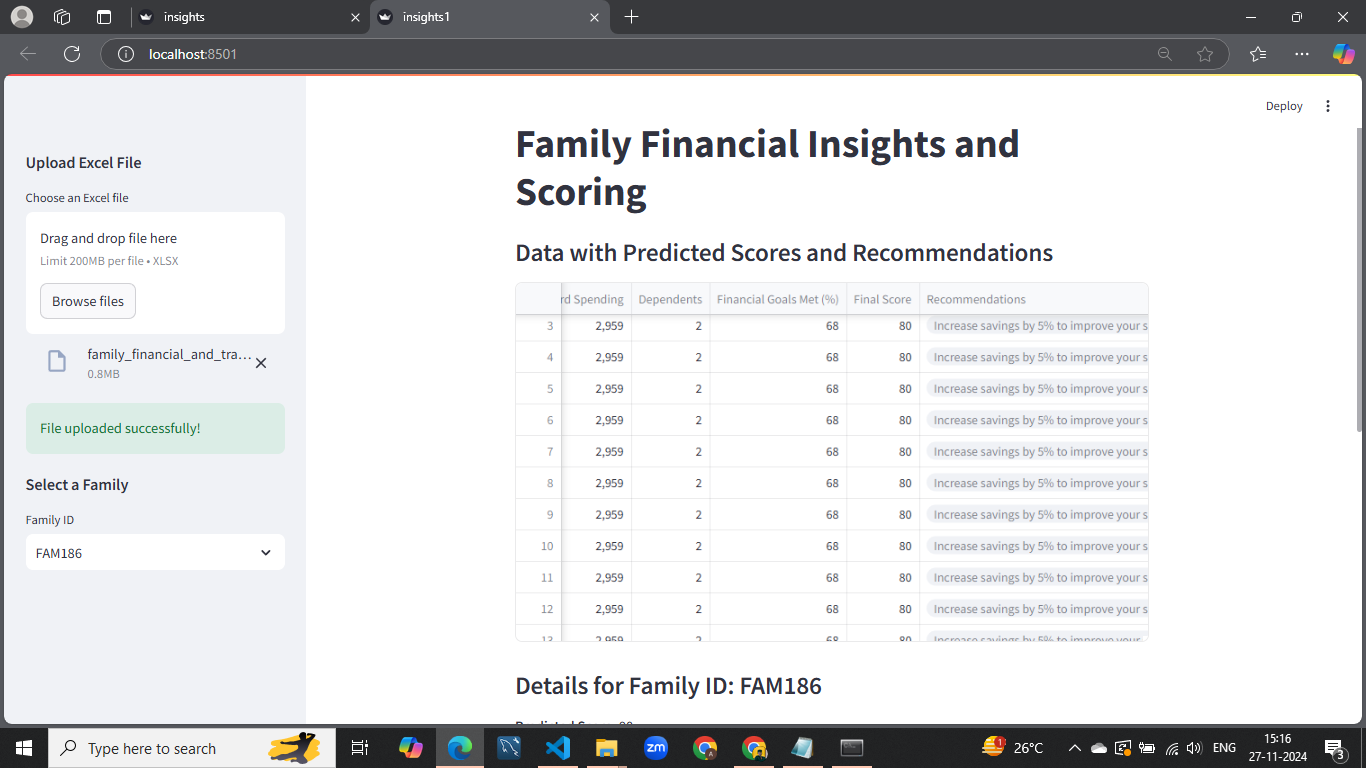 insights
insights1
localhost:8501
Deploy
Upload Excel File
Choose an Excel file
Drag and drop file here
Limit 200MB per file • XLSX
Browse files
family_financial_and_tra...
0.8MB
File uploaded successfully!
Select a Family
Family ID
FAM186
Family Financial Insights and
Scoring
Data with Predicted Scores and Recommendations
rd Spending Dependents Financial Goals Met (%) Final Score Recommendations
3 2,959 2 68 80 Increase savings by 5% to improve your s
4 2,959 2 68 80 Increase savings by 5% to improve your s
5 2,959 2 68 80 Increase savings by 5% to improve your s
6 2,959 2 68 80 Increase savings by 5% to improve your s
7 2,959 2 68 80 Increase savings by 5% to improve your s
8 2,959 2 68 80 Increase savings by 5% to improve your s
9 2,959 2 68 80 Increase savings by 5% to improve your s
10 2,959 2 68 80 Increase savings by 5% to improve your s
11 2,959 2 68 80 Increase savings by 5% to improve your s
12 2,959 2 68 80 Increase savings by 5% to improve your s
13 2,959 2 68 80 Increase savings by 5% to improve your
Details for Family ID: FAM186
Type here to search
zm
1
26°C
ENG
15:16
27-11-2024
3